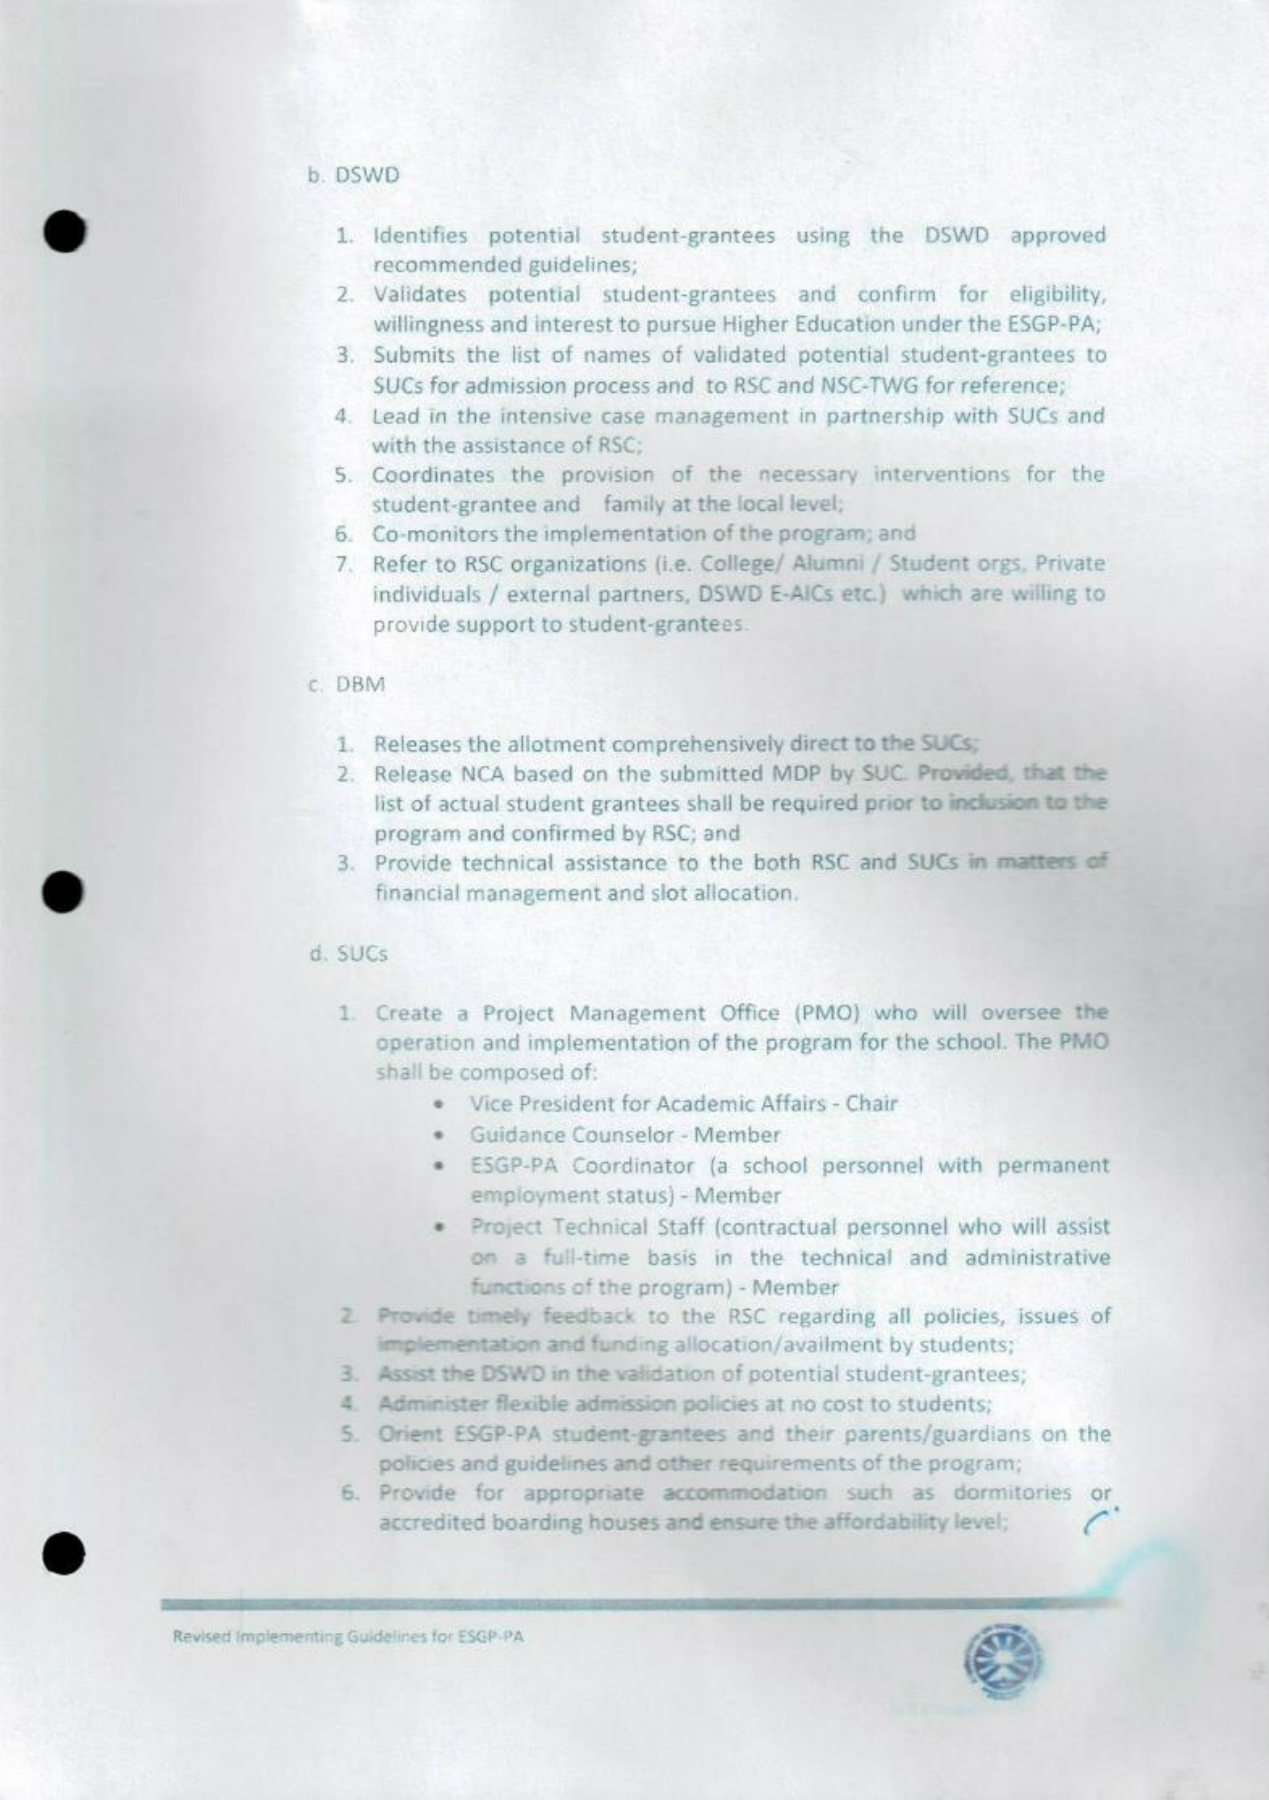 b. DSWD
1. Identifies potential student-grantees using the DSWD approved
recommended guidelines;
2. Validates potential student-grantees and confirm for eligibility,
willingness and interest to pursue Higher Education under the ESGP-PA;
3. Submits the list of names of validated potential student-grantees to
SUCs for admission process and to RSC and NSC-TWG for reference;
4. Lead in the intensive case management in partnership with SUCs and
with the assistance of RSC;
5. Coordinates the provision of the necessary interventions for the
student-grantee and family at the local level;
6. Co-monitors the implementation of the program; and
7. Refer to RSC organizations (i.e. College/ Alumni / Student orgs, Private
individuals / external partners, DSWD E-AICs etc.) which are willing to
provide support to student-grantees.
c. DBM
1. Releases the allotment comprehensively direct to the SUCs;
2. Release NCA based on the submitted MDP by SUC. Provided, that the
list of actual student grantees shall be required prior to inclusion to the
program and confirmed by RSC; and
3. Provide technical assistance to the both RSC and SUCs in matters of
financial management and slot allocation.
d. SUCs
1. Create a Project Management Office (PMO) who will oversee the
operation and implementation of the program for the school. The PMO
shall be composed of:
• Vice President for Academic Affairs - Chair
• Guidance Counselor - Member
• ESGP-PA Coordinator (a school personnel with permanent
employment status) - Member
• Project Technical Staff (contractual personnel who will assist
on a full-time basis in the technical and administrative
functions of the program) - Member
2. Provide timely feedback to the RSC regarding all policies, issues of
implementation and funding allocation/availment by students;
3. Assist the DSWD in the validation of potential student-grantees;
4. Administer flexible admission policies at no cost to students;
5. Orient ESGP-PA student-grantees and their parents/guardians on the
policies and guidelines and other requirements of the program;
6. Provide for appropriate accommodation such as dormitories or
accredited boarding houses and ensure the affordability level;
Revised Implementing Guidelines for ESGP-PA